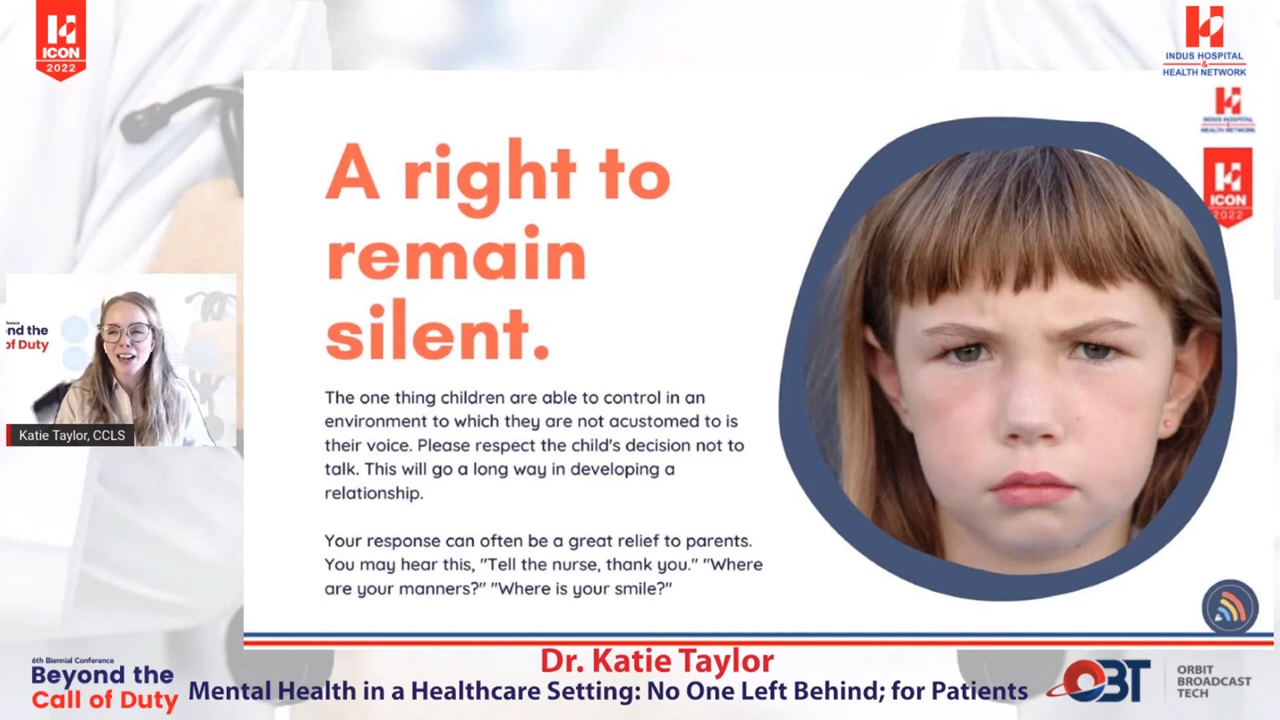 ICON
2022
INDUS HOSPITAL
&
HEALTH NETWORK
INDUS HOSPITAL
&
HEALTH NETWORK
ICON
2022
A right to
remain
silent.
The one thing children are able to control in an
environment to which they are not acustomed to is
their voice. Please respect the child's decision not to
talk. This will go a long way in developing a
relationship.
Your response can often be a great relief to parents.
You may hear this, "Tell the nurse, thank you." "Where
are your manners?" "Where is your smile?"
nd the
of Duty
Katie Taylor, CCLS
Dr. Katie Taylor
Mental Health in a Healthcare Setting: No One Left Behind; for Patients
6th Biennial Conference
Beyond the
Call of Duty
OBT
ORBIT
BROADCAST
TECH